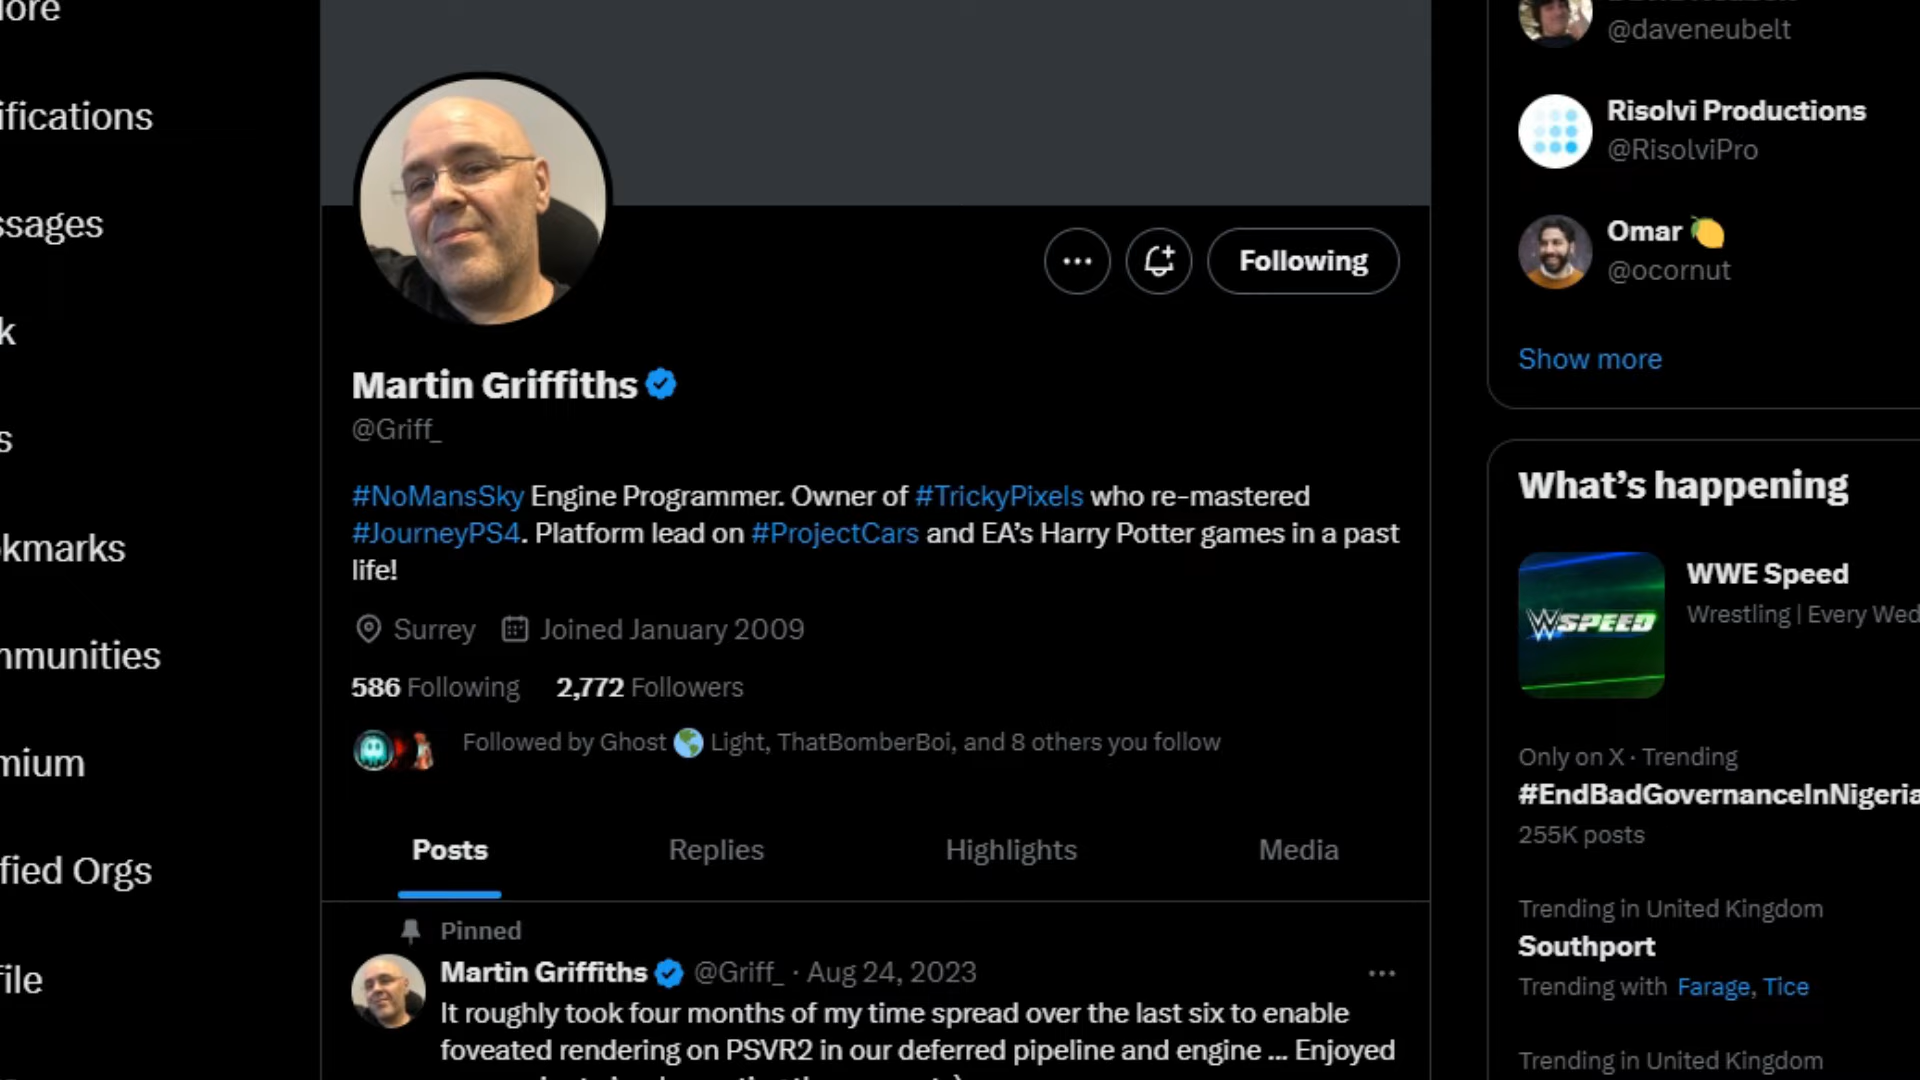 ifications
ssages
k
s
kmarks
mmunities
mium
fied Orgs
file
Following
Martin Griffiths
@Griff_
#NoMansSky Engine Programmer. Owner of #TrickyPixels who re-mastered
#JourneyPS4. Platform lead on #ProjectCars and EA’s Harry Potter games in a past
life!
Surrey Joined January 2009
586 Following 2,772 Followers
Followed by Ghost 🌎 Light, ThatBomberBoi, and 8 others you follow
Posts Replies Highlights Media
Pinned
Martin Griffiths @Griff_ · Aug 24, 2023
It roughly took four months of my time spread over the last six to enable
foveated rendering on PSVR2 in our deferred pipeline and engine ... Enjoyed
@daveneubelt
Risolvi Productions
@RisolviPro
Omar 🍋
@ocornut
Show more
What’s happening
WWE Speed
Wrestling | Every Wed
SPEED
Only on X · Trending
#EndBadGovernanceInNigeria
255K posts
Trending in United Kingdom
Southport
Trending with Farage, Tice
Trending in United Kingdom